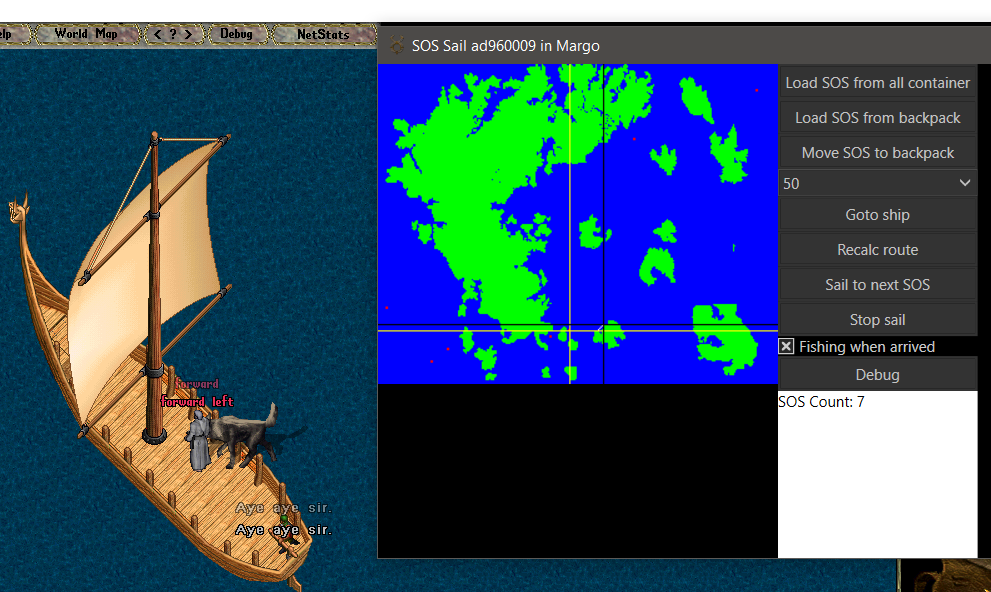 elp
World Map
< ? >
Debug
NetStats
SOS Sail ad960009 in Margo
Load SOS from all container
Load SOS from backpack
Move SOS to backpack
50
Goto ship
Recalc route
Sail to next SOS
Stop sail
Fishing when arrived
Debug
SOS Count: 7
forward
forward left
Aye aye sir.
Aye aye sir.